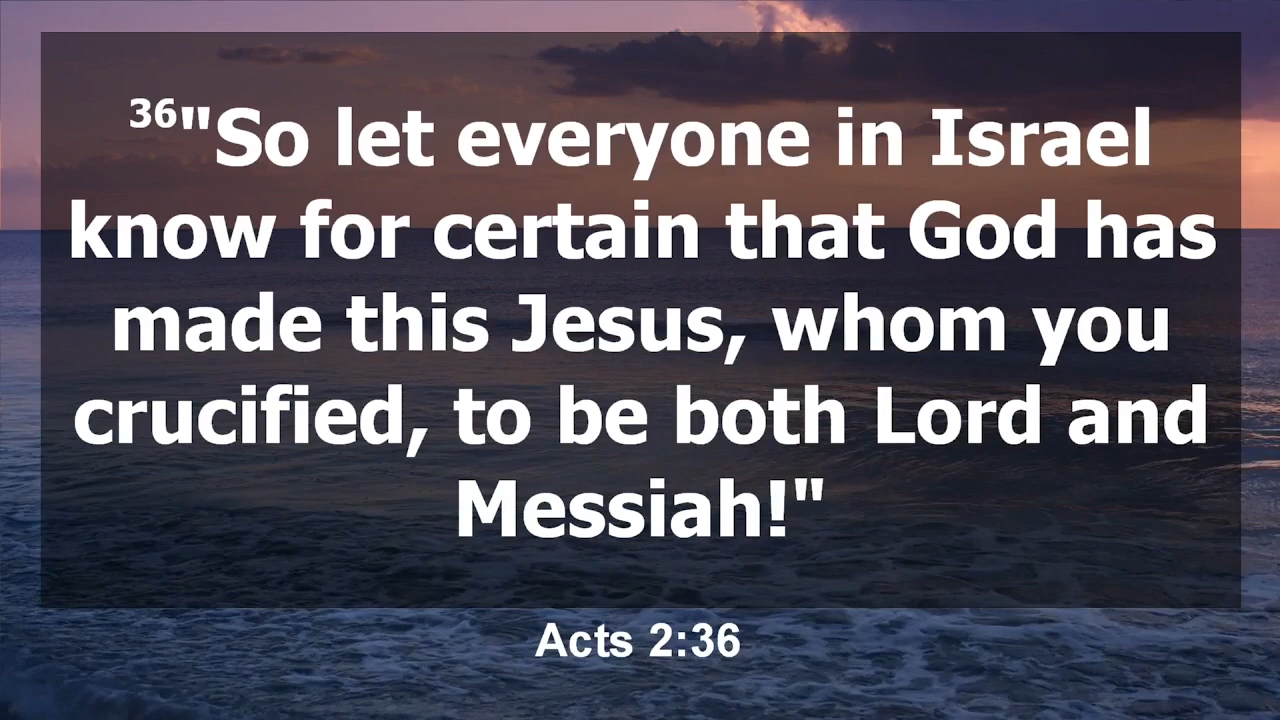 36"So let everyone in Israel
know for certain that God has
made this Jesus, whom you
crucified, to be both Lord and
Messiah!"
Acts 2:36